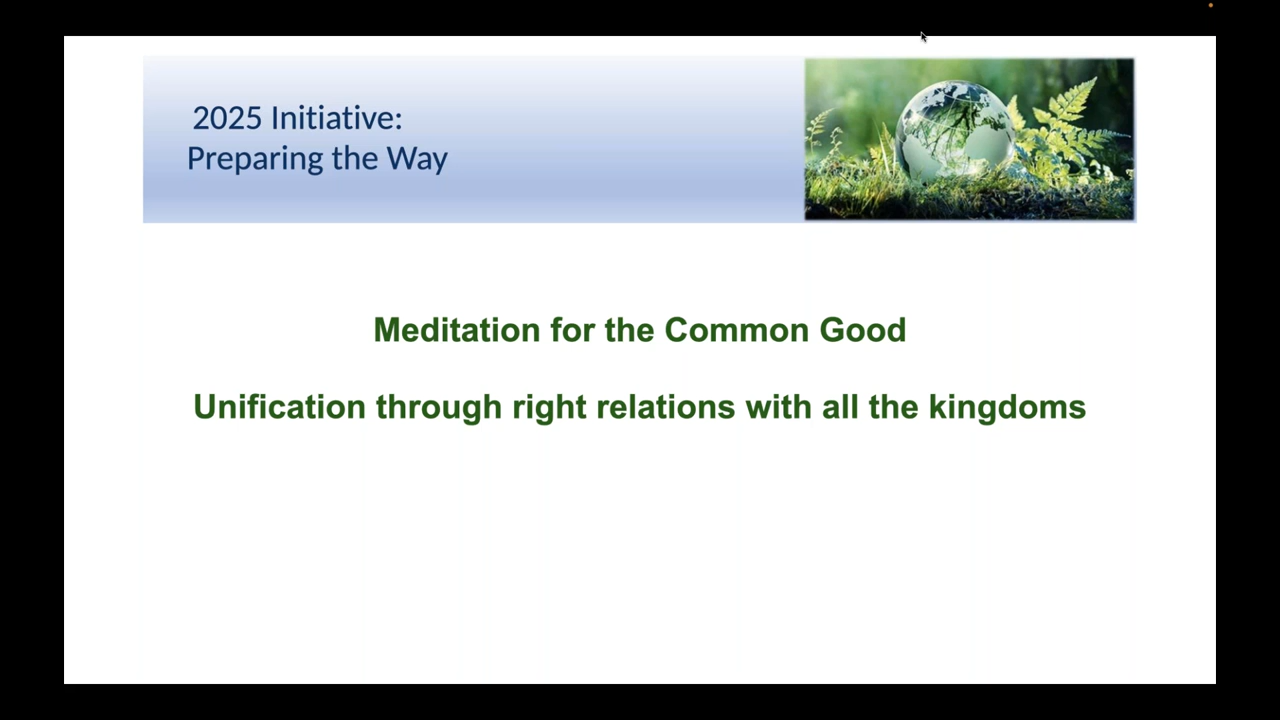 2025 Initiative:
Preparing the Way
Meditation for the Common Good
Unification through right relations with all the kingdoms